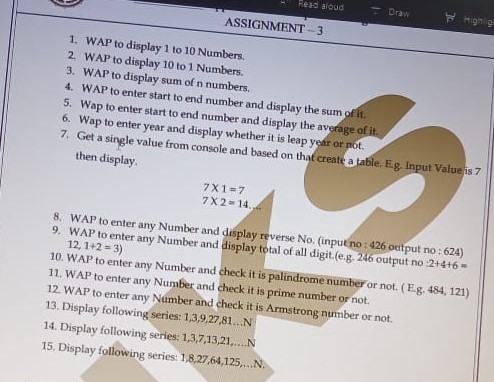 Read aloud
Draw
Highlig
ASSIGNMENT – 3
1. WAP to display 1 to 10 Numbers.
2. WAP to display 10 to 1 Numbers.
3. WAP to display sum of n numbers.
4. WAP to enter start to end number and display the sum of it.
5. Wap to enter start to end number and display the average of it.
6. Wap to enter year and display whether it is leap year or not.
7. Get a single value from console and based on that create a table. E.g. Input Value is 7
then display.
7 X 1 = 7
7 X 2 = 14....
8. WAP to enter any Number and display reverse No. (input no : 426 output no : 624)
9. WAP to enter any Number and display total of all digit.(e.g. 246 output no :2+4+6 =
12, 1+2 = 3)
10. WAP to enter any Number and check it is palindrome number or not. ( E.g. 484, 121)
11. WAP to enter any Number and check it is prime number or not.
12. WAP to enter any Number and check it is Armstrong number or not.
13. Display following series: 1,3,9,27,81...N
14. Display following series: 1,3,7,13,21,.....N
15. Display following series: 1,8,27,64,125,...N.